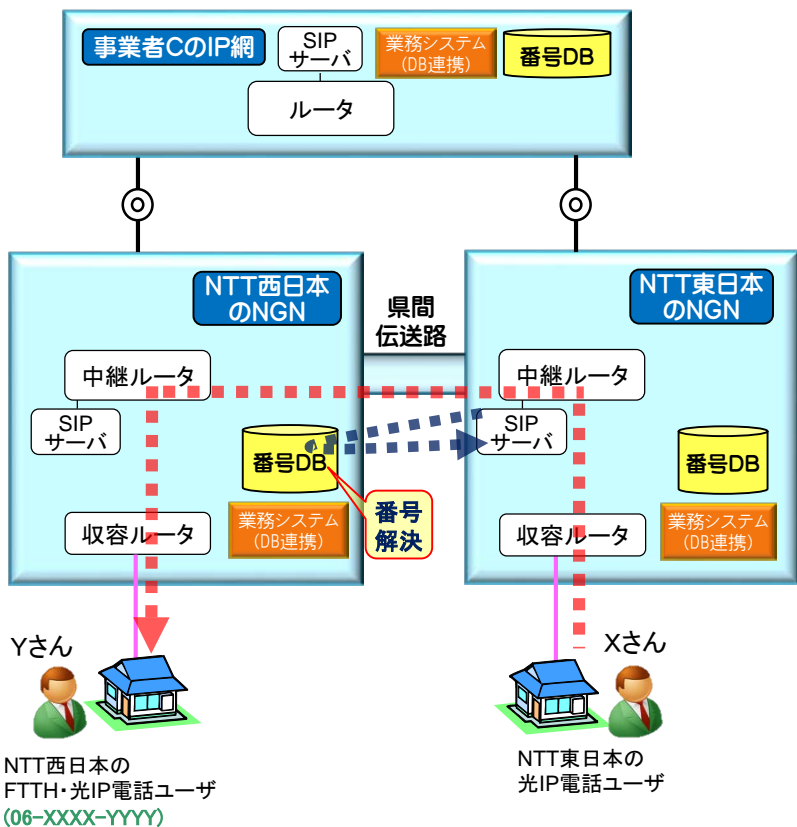 事業者CのIP網
SIP
サーバ
業務システム
(DB連携)
番号DB
ルータ
NTT西日本
のNGN
県間
伝送路
NTT東日本
のNGN
中継ルータ
SIP
サーバ
番号DB
番号
解決
業務システム
(DB連携)
収容ルータ
中継ルータ
SIP
サーバ
番号DB
業務システム
(DB連携)
収容ルータ
Yさん
NTT西日本の
FTTH・光IP電話ユーザ
(06-XXXX-YYYY)
Xさん
NTT東日本の
光IP電話ユーザ